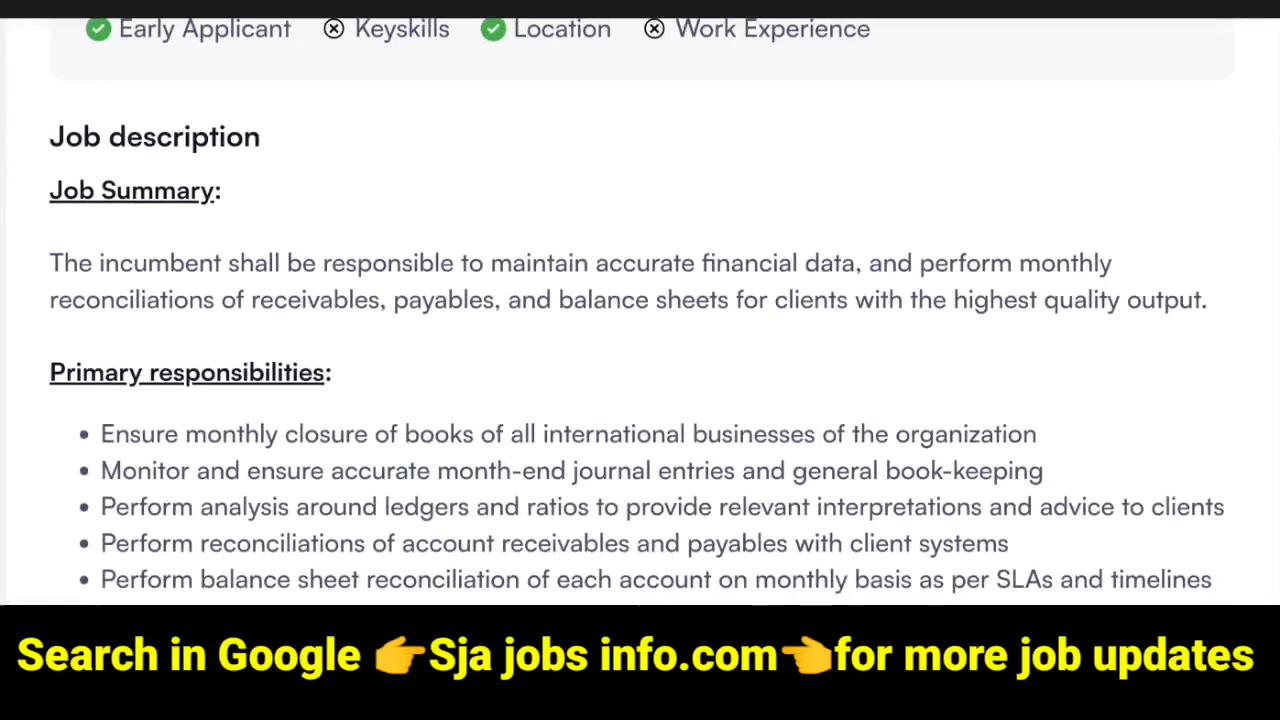 Early Applicant Keyskills Location Work Experience
Job description
Job Summary:
The incumbent shall be responsible to maintain accurate financial data, and perform monthly
reconciliations of receivables, payables, and balance sheets for clients with the highest quality output.
Primary responsibilities:
• Ensure monthly closure of books of all international businesses of the organization
• Monitor and ensure accurate month-end journal entries and general book-keeping
• Perform analysis around ledgers and ratios to provide relevant interpretations and advice to clients
• Perform reconciliations of account receivables and payables with client systems
• Perform balance sheet reconciliation of each account on monthly basis as per SLAs and timelines
Search in Google 👉Sja jobs info.com👈for more job updates